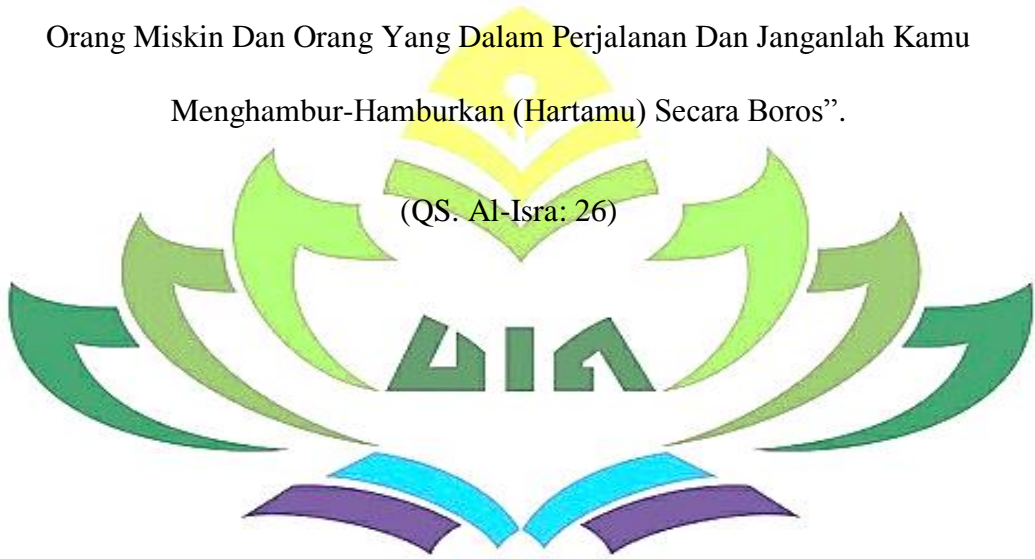 Orang Miskin Dan Orang Yang Dalam Perjalanan Dan Janganlah Kamu
Menghambur-Hamburkan (Hartamu) Secara Boros”.
(QS. Al-Isra: 26)
UIN